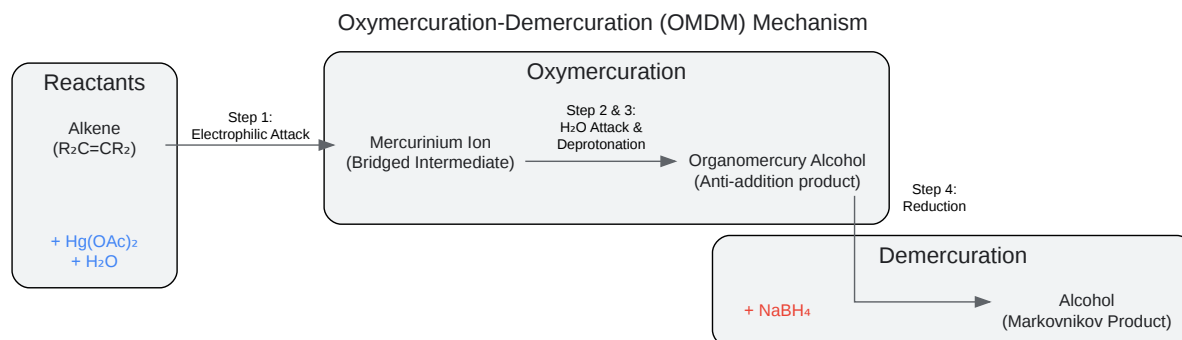 Oxymercuration-Demercuration (OMDM) Mechanism
Reactants
Alkene
(R₂C=CR₂)
+ Hg(OAc)₂
+ H₂O
Step 1:
Electrophilic Attack
Oxymercuration
Mercurinium Ion
(Bridged Intermediate)
Step 2 & 3:
H₂O Attack &
Deprotonation
Organomercury Alcohol
(Anti-addition product)
Step 4:
Reduction
Demercuration
+ NaBH₄
Alcohol
(Markovnikov Product)